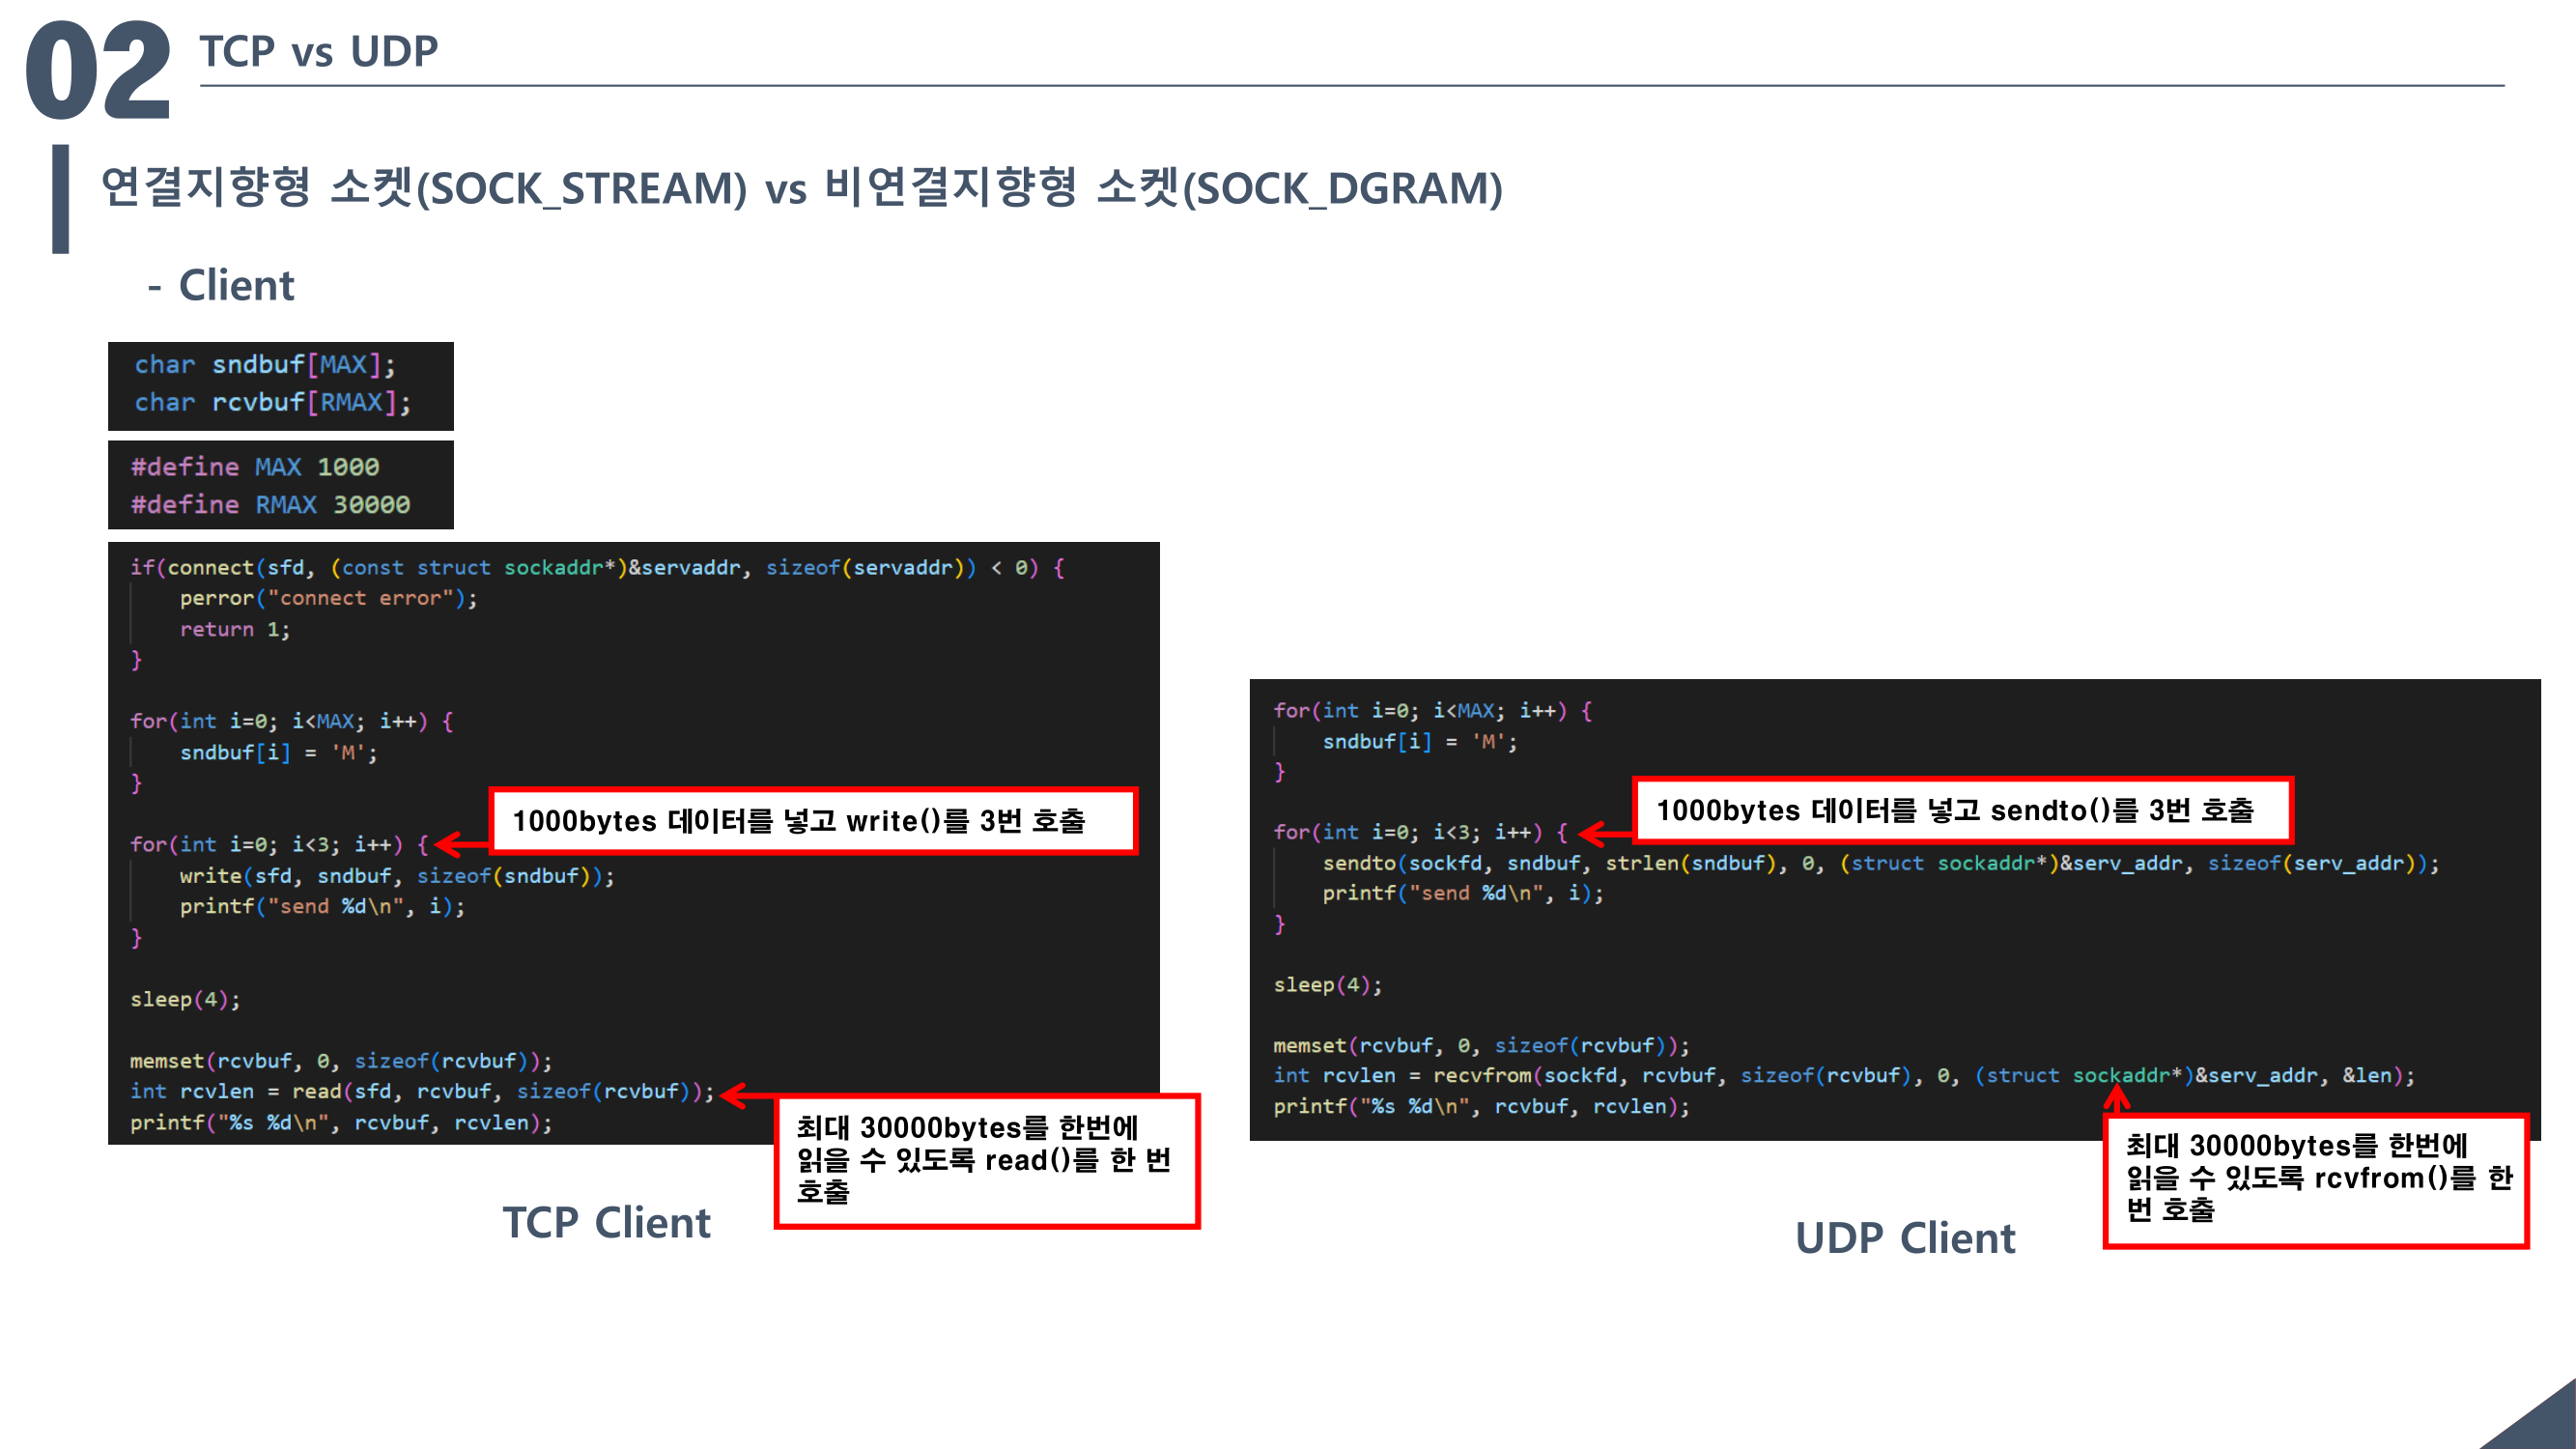 02
TCP vs UDP
연결지향형 소켓(SOCK_STREAM) vs 비연결지향형 소켓(SOCK_DGRAM)
- Client
char sndbuf[MAX];
char rcvbuf[RMAX];
#define MAX 1000
#define RMAX 30000
if(connect(sfd, (const struct sockaddr*)&servaddr, sizeof(servaddr)) < 0) {
perror("connect error");
return 1;
}
for(int i=0; i<MAX; i++) {
sndbuf[i] = 'M';
}
1000bytes 데이터를 넣고 write()를 3번 호출
for(int i=0; i<3; i++) {
write(sfd, sndbuf, sizeof(sndbuf));
printf("send %d\n", i);
}
sleep(4);
memset(rcvbuf, 0, sizeof(rcvbuf));
int rcvlen = read(sfd, rcvbuf, sizeof(rcvbuf));
printf("%s %d\n", rcvbuf, rcvlen);
최대 30000bytes를 한번에
읽을 수 있도록 read()를 한 번
호출
TCP Client
for(int i=0; i<MAX; i++) {
sndbuf[i] = 'M';
}
1000bytes 데이터를 넣고 sendto()를 3번 호출
for(int i=0; i<3; i++) {
sendto(sockfd, sndbuf, strlen(sndbuf), 0, (struct sockaddr*)&serv_addr, sizeof(serv_addr));
printf("send %d\n", i);
}
sleep(4);
memset(rcvbuf, 0, sizeof(rcvbuf));
int rcvlen = recvfrom(sockfd, rcvbuf, sizeof(rcvbuf), 0, (struct sockaddr*)&serv_addr, &len);
printf("%s %d\n", rcvbuf, rcvlen);
최대 30000bytes를 한번에
읽을 수 있도록 rcvfrom()를 한
번 호출
UDP Client